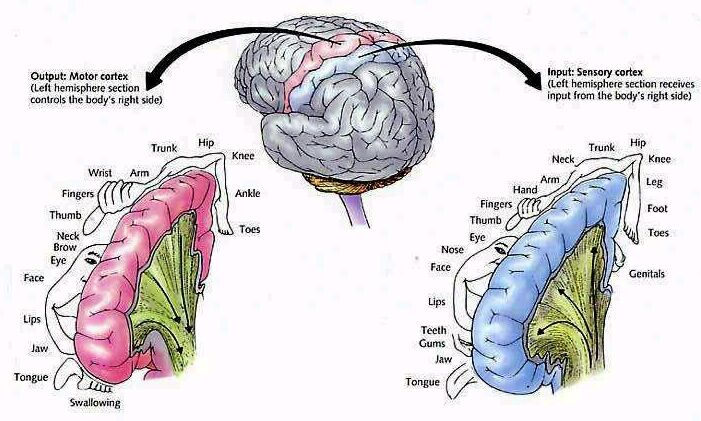 Output: Motor cortex
(Left hemisphere section
controls the body's right side)
Input: Sensory cortex
(Left hemisphere section receives
input from the body's right side)
Hip
Trunk
Knee
Wrist
Arm
Fingers
Ankle
Thumb
Toes
Neck
Brow
Eye
Face
Lips
Jaw
Tongue
Swallowing
Hip
Trunk
Knee
Neck
Arm
Leg
Hand
Fingers
Foot
Thumb
Toes
Eye
Nose
Face
Genitals
Lips
Teeth
Gums
Jaw
Tongue